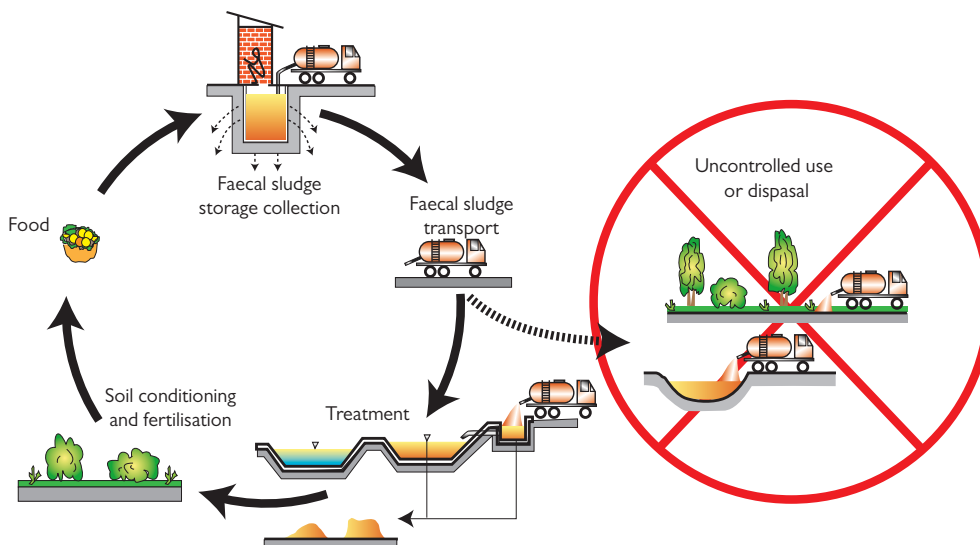 Faecal sludge
storage collection
Faecal sludge
transport
Uncontrolled use
or dispasal
Food
Treatment
Soil conditioning
and fertilisation